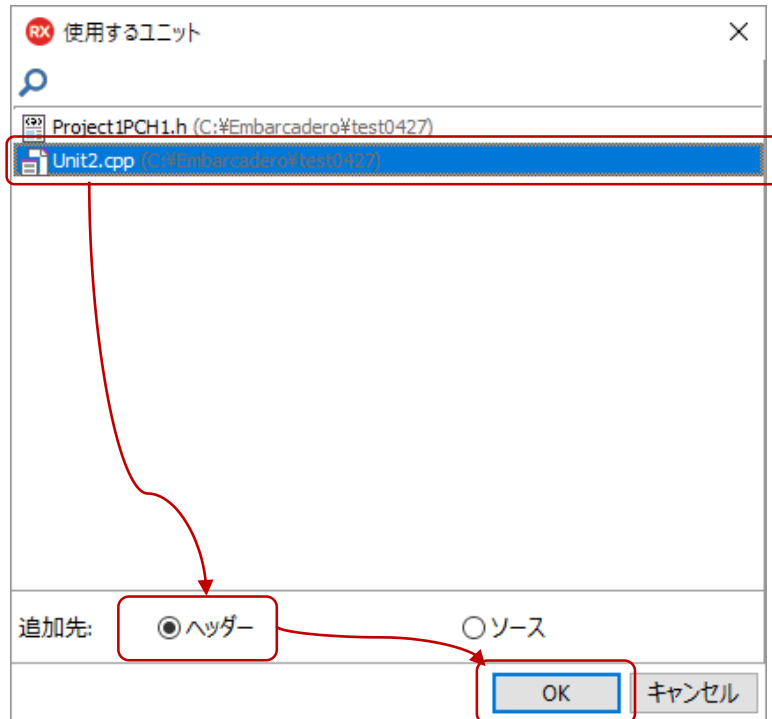 RX 使用するユニット
Project1PCH1.h (C:¥Embarcadero¥test0427)
Unit2.cpp (C:¥Embarcadero¥test0427)
追加先: ヘッダー ソース
OK キャンセル